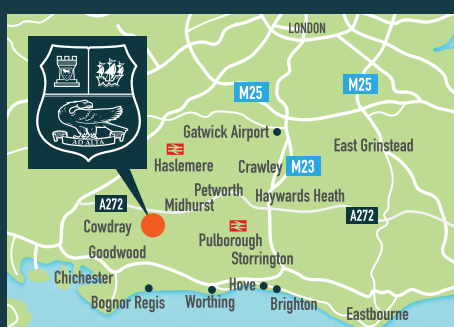 LONDON
M25
M25
Gatwick Airport
East Grinstead
AD ALTA
Haslemere
Crawley
M23
Petworth
Haywards Heath
A272
Midhurst
A272
Cowdray
Pulborough
Goodwood
Storrington
Chichester
Hove
Bognor Regis
Worthing
Brighton
Eastbourne